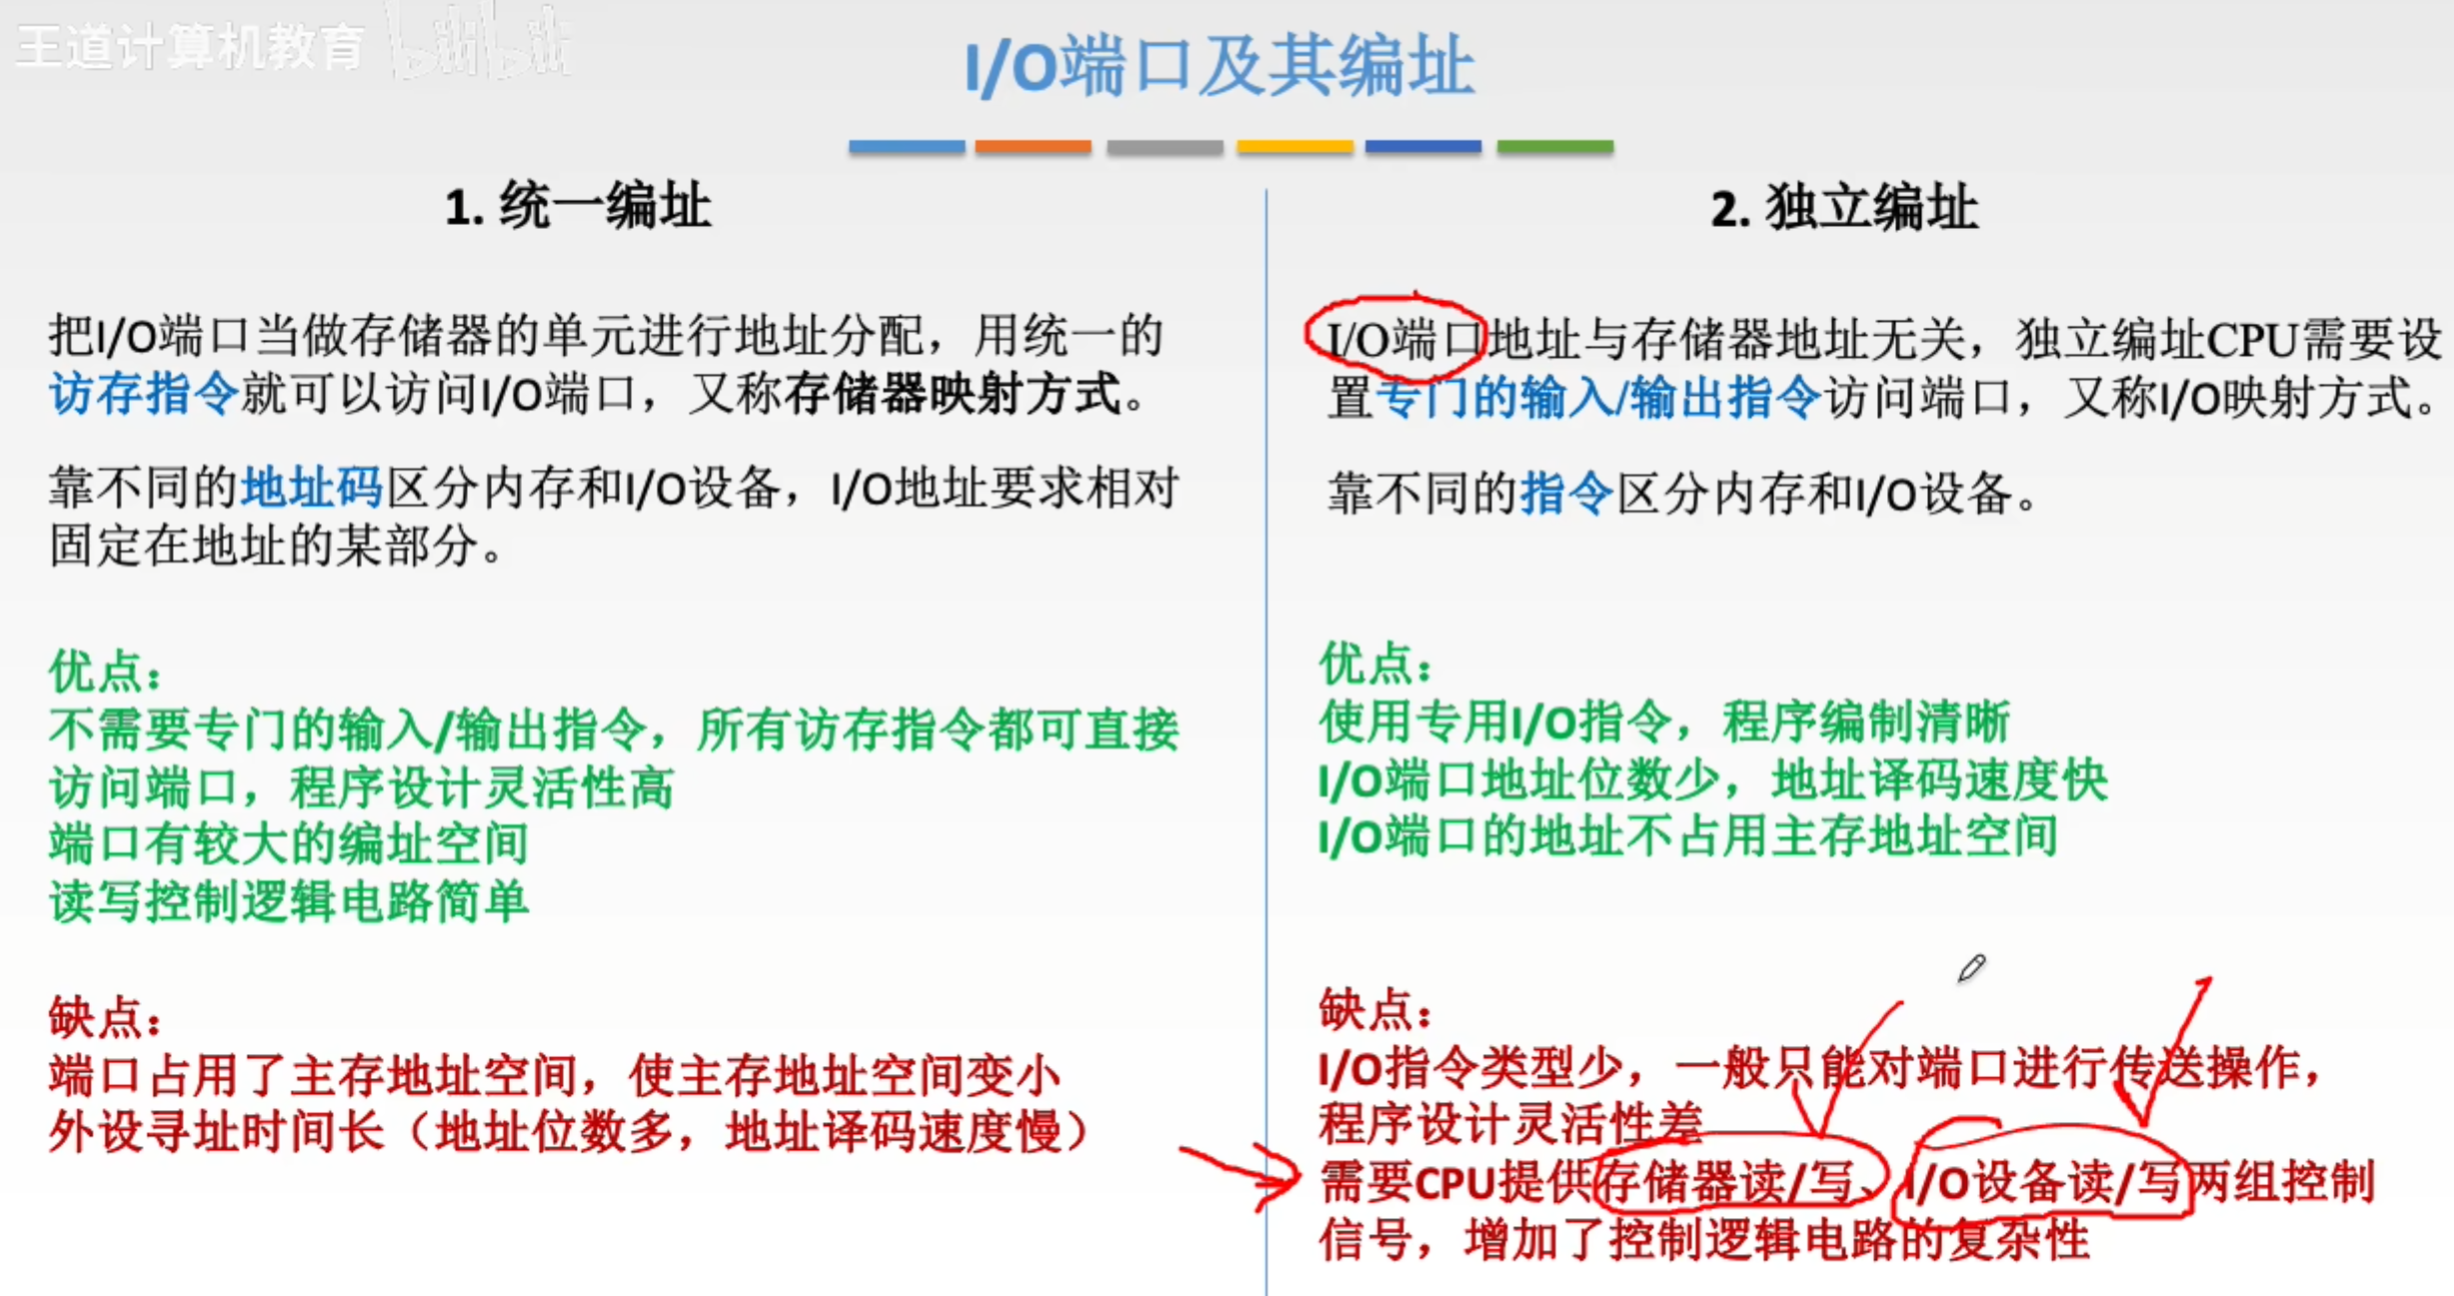 王道计算机教育 bilibili
I/O端口及其编址
1. 统一编址
把I/O端口当做存储器的单元进行地址分配，用统一的
访存指令就可以访问I/O端口，又称存储器映射方式。
靠不同的地址码区分内存和I/O设备，I/O地址要求相对
固定在地址的某部分。
优点：
不需要专门的输入/输出指令，所有访存指令都可直接
访问端口，程序设计灵活性高
端口有较大的编址空间
读写控制逻辑电路简单
缺点：
端口占用了主存地址空间，使主存地址空间变小
外设寻址时间长（地址位数多，地址译码速度慢）
2. 独立编址
I/O端口地址与存储器地址无关，独立编址CPU需要设
置专门的输入/输出指令访问端口，又称I/O映射方式。
靠不同的指令区分内存和I/O设备。
优点：
使用专用I/O指令，程序编制清晰
I/O端口地址位数少，地址译码速度快
I/O端口的地址不占用主存地址空间
缺点：
I/O指令类型少，一般只能对端口进行传送操作，
程序设计灵活性差
需要CPU提供存储器读/写、I/O设备读/写两组控制
信号，增加了控制逻辑电路的复杂性